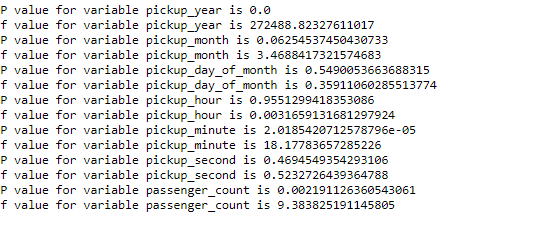 P value for variable pickup_year is 0.0
f value for variable pickup_year is 272488.82327611017
P value for variable pickup_month is 0.06254537450430733
f value for variable pickup_month is 3.4688417321574683
P value for variable pickup_day_of_month is 0.5490053663688315
f value for variable pickup_day_of_month is 0.35911060285513774
P value for variable pickup_hour is 0.9551299418353086
f value for variable pickup_hour is 0.0031659131681297924
P value for variable pickup_minute is 2.0185420712578796e-05
f value for variable pickup_minute is 18.17783657285226
P value for variable pickup_second is 0.4694549354293106
f value for variable pickup_second is 0.5232726439364788
P value for variable passenger_count is 0.002191126360543061
f value for variable passenger_count is 9.383825191145805